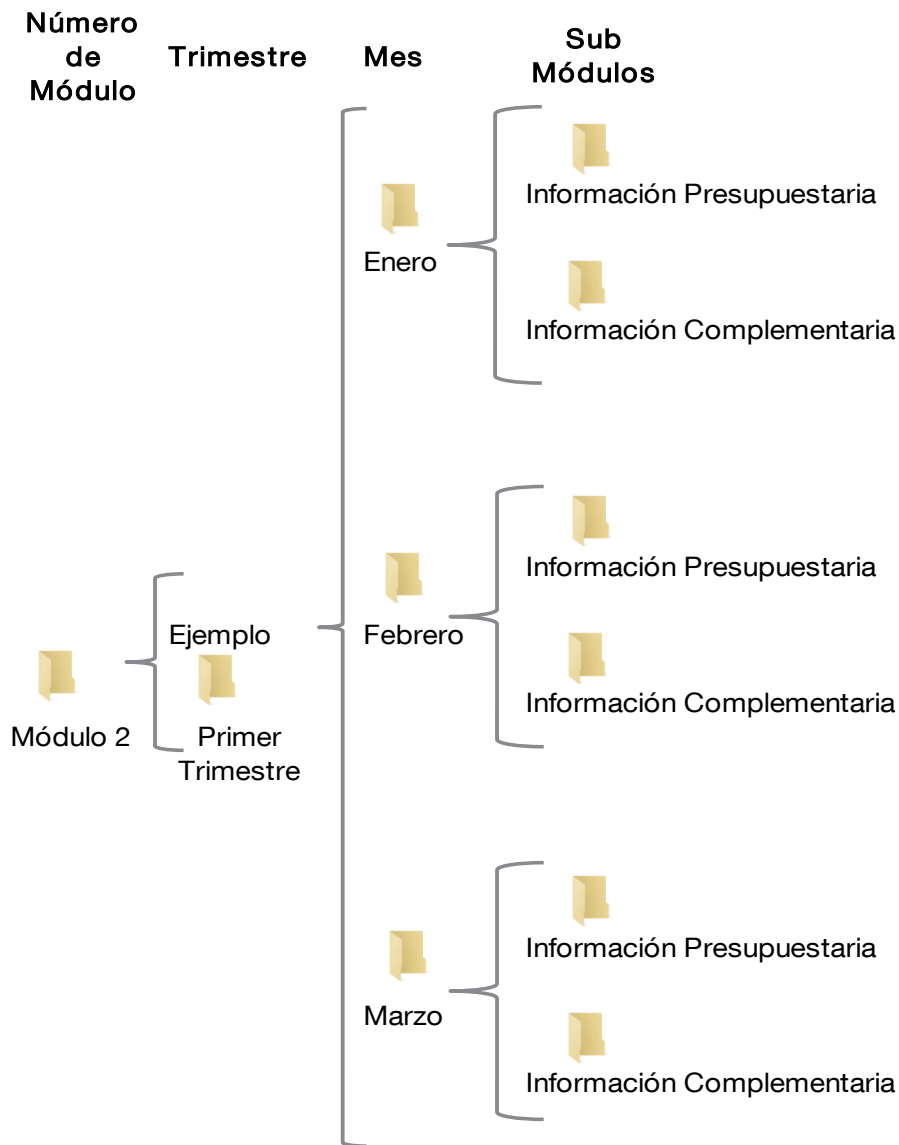 Número
de
Módulo
Trimestre
Mes
Sub
Módulos
Información Presupuestaria
Enero
Información Complementaria
Información Presupuestaria
Ejemplo
Febrero
Información Complementaria
Módulo 2
Primer
Trimestre
Información Presupuestaria
Marzo
Información Complementaria